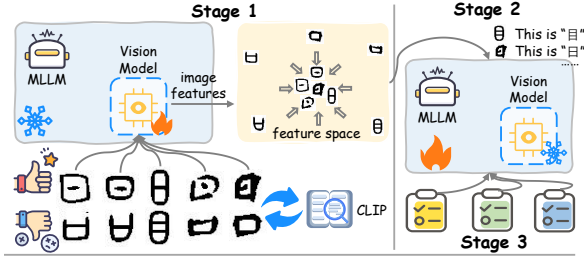 Stage 1
Stage 2
MLLM
Vision
Model
image
features
feature space
CLIP
This is “目”
This is “日”
......
MLLM
Vision
Model
Stage 3